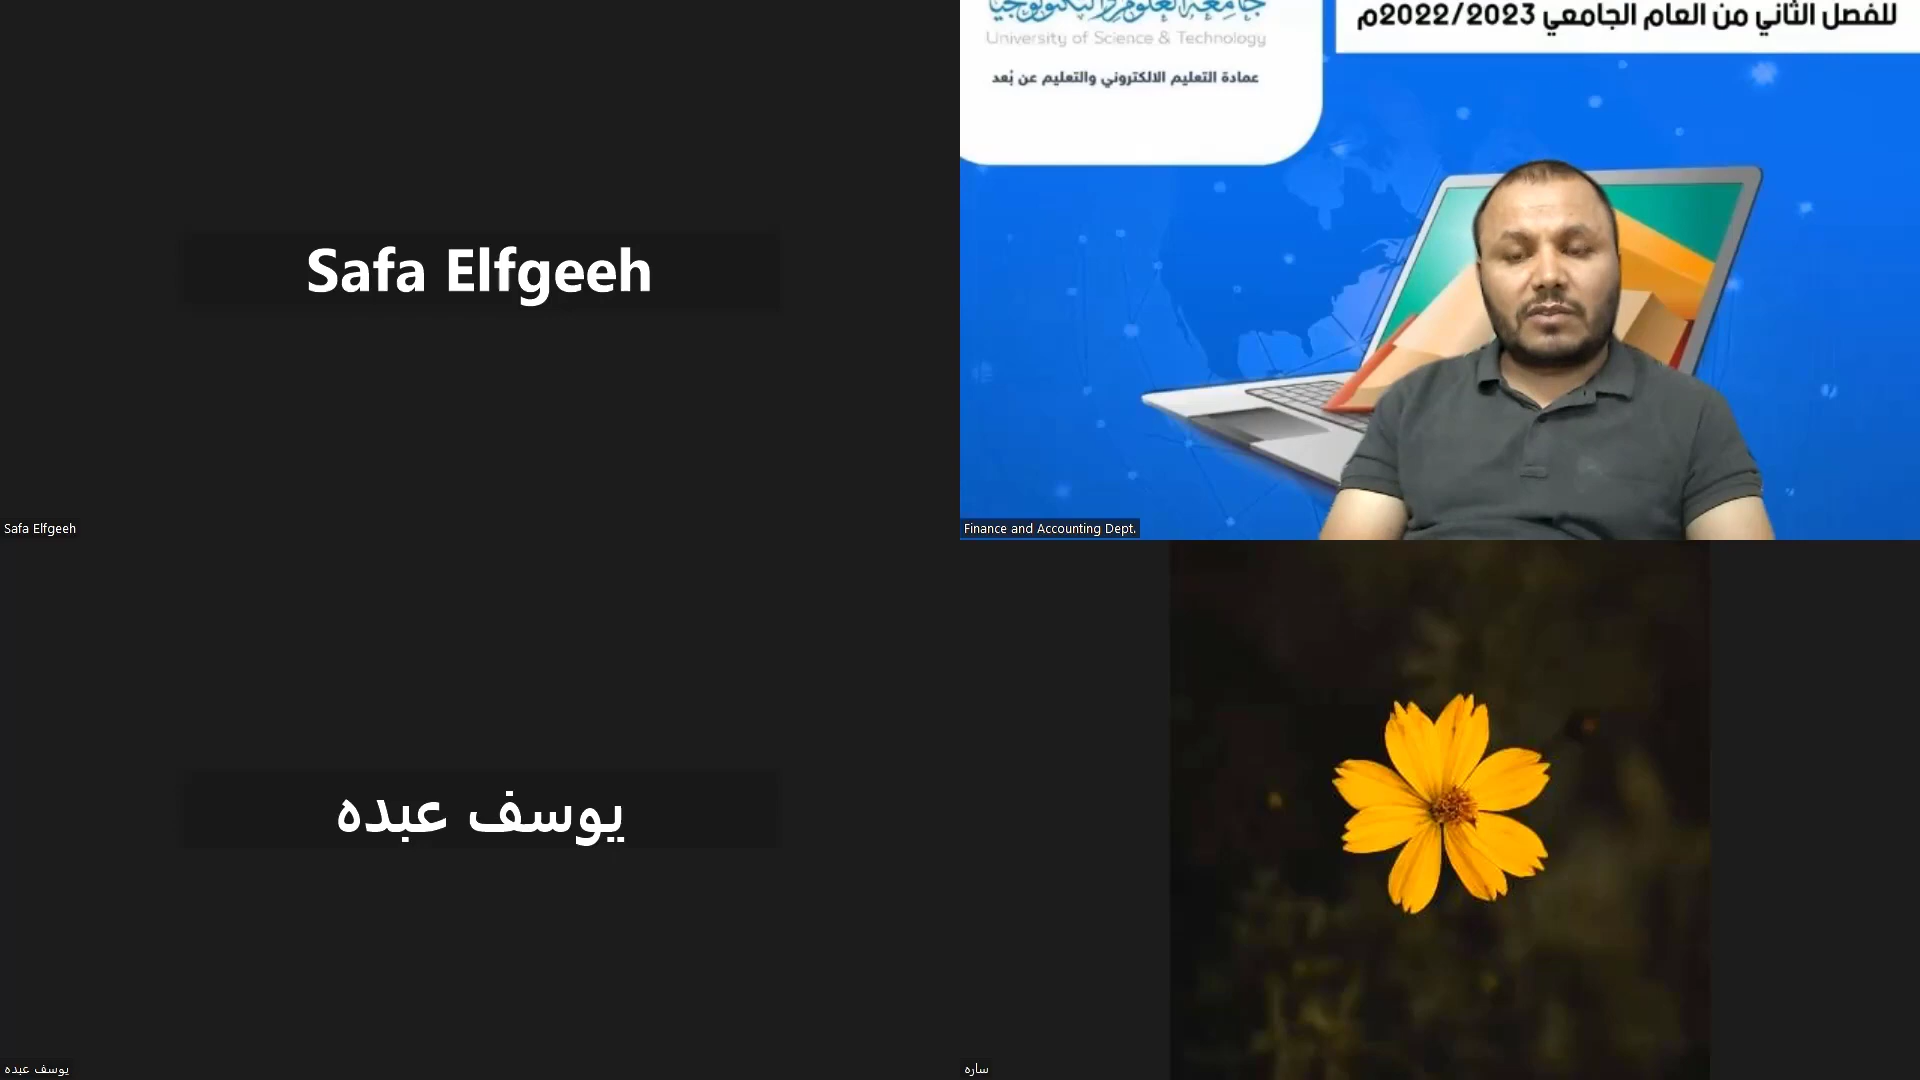 Safa Elfgeeh
Safa Elfgeeh
جامعة العلوم والتكنولوجيا
University of Science & Technology
عمادة التعليم الالكتروني والتعليم عن بُعد
للفصل الثاني من العام الجامعي 2022/2023م
Finance and Accounting Dept.
يوسف عبده
يوسف عبده
ساره